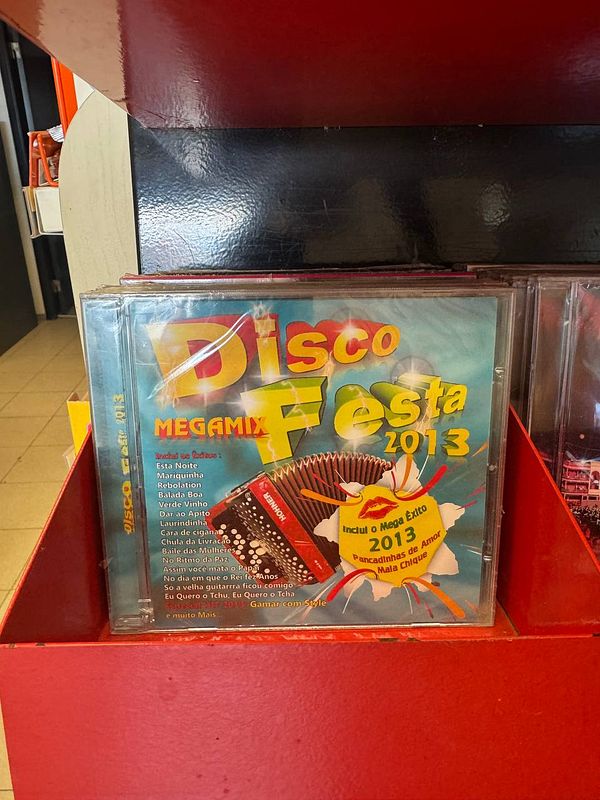 Disco
Festa
MEGAMIX
2013
Inclui os Êxitos :
Esta Noite
Mariquinha
Rebolation
Balada Boa
Verde Vinho
Dar ao Apito
Laurindinha
Cara de cigana
Chula da Livração
Baile das Mulheres
No Ritmo da Paz
Assim você mata o Papai
No dia em que o Rei fez Anos
Só a velha guitarrra ficou comigo
Eu Quero o Tchu, Eu Quero o Tcha
Gamar com Style
e muito Mais...
HOHNER
Inclui o Mega Êxito
2013
Pancadinhas de Amor
Mala Chique
Disco Festa 2013